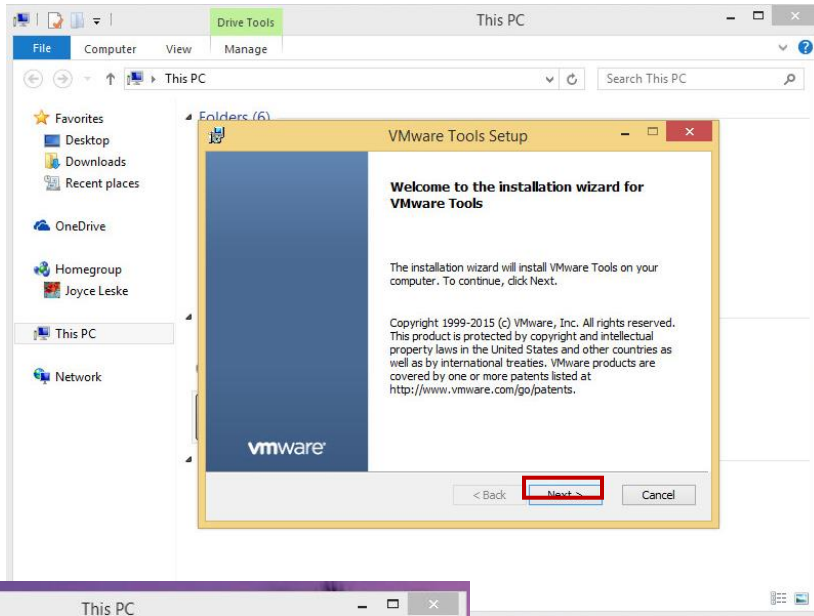 Drive Tools
This PC
File
Computer
View
Manage
This PC
Search This PC
Favorites
Desktop
Downloads
Recent places
OneDrive
Homegroup
Joyce Leske
This PC
Network
Folders (6)
VMware Tools Setup
Welcome to the installation wizard for
VMware Tools
The installation wizard will install VMware Tools on your
computer. To continue, click Next.
Copyright 1999-2015 (c) VMware, Inc. All rights reserved.
This product is protected by copyright and intellectual
property laws in the United States and other countries as
well as by international treaties. VMware products are
covered by one or more patents listed at
http://www.vmware.com/go/patents.
vmware
< Back
Next >
Cancel
This PC